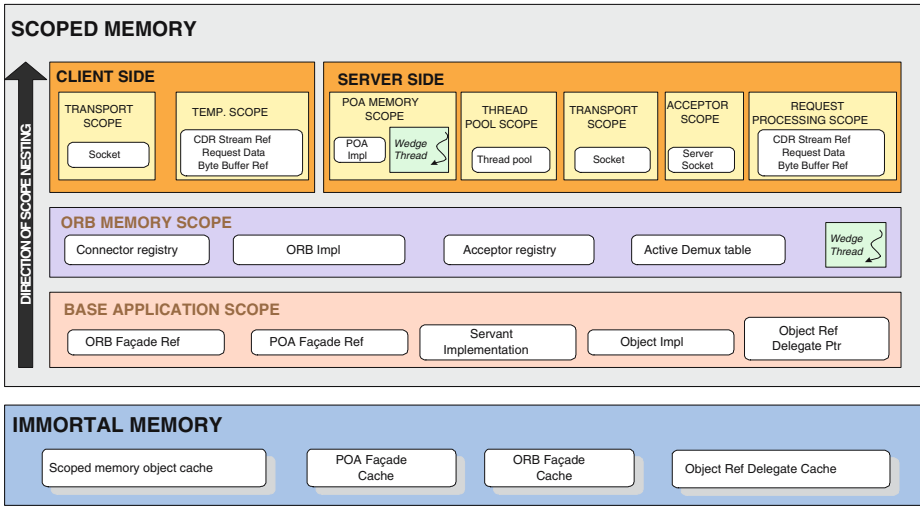 SCOPED MEMORY
DIRECTION OF SCOPE NESTING
CLIENT SIDE
TRANSPORT
SCOPE
Socket
TEMP. SCOPE
CDR Stream Ref
Request Data
Byte Buffer Ref
SERVER SIDE
POA MEMORY
SCOPE
POA
Impl
Wedge
Thread
THREAD
POOL SCOPE
Thread pool
TRANSPORT
SCOPE
Socket
ACCEPTOR
SCOPE
Server
Socket
REQUEST
PROCESSING SCOPE
CDR Stream Ref
Request Data
Byte Buffer Ref
ORB MEMORY SCOPE
Connector registry
ORB Impl
Acceptor registry
Active Demux table
Wedge
Thread
BASE APPLICATION SCOPE
ORB Façade Ref
POA Façade Ref
Servant
Implementation
Object Impl
Object Ref
Delegate Ptr
IMMORTAL MEMORY
Scoped memory object cache
POA Façade
Cache
ORB Façade
Cache
Object Ref Delegate Cache